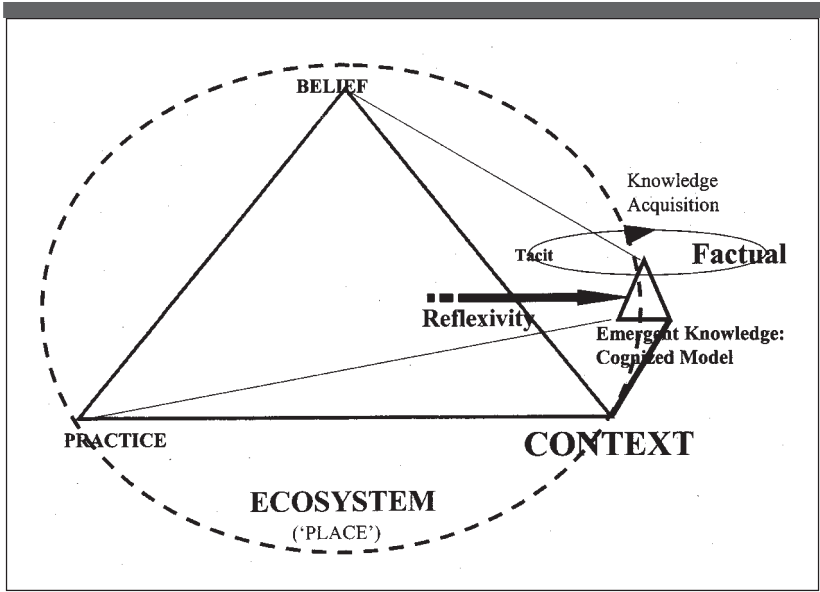 BELIEF
Knowledge
Acquisition
Tacit
Factual
Reflexivity
Emergent Knowledge:
Cognized Model
PRACTICE
CONTEXT
ECOSYSTEM
(‘PLACE’)